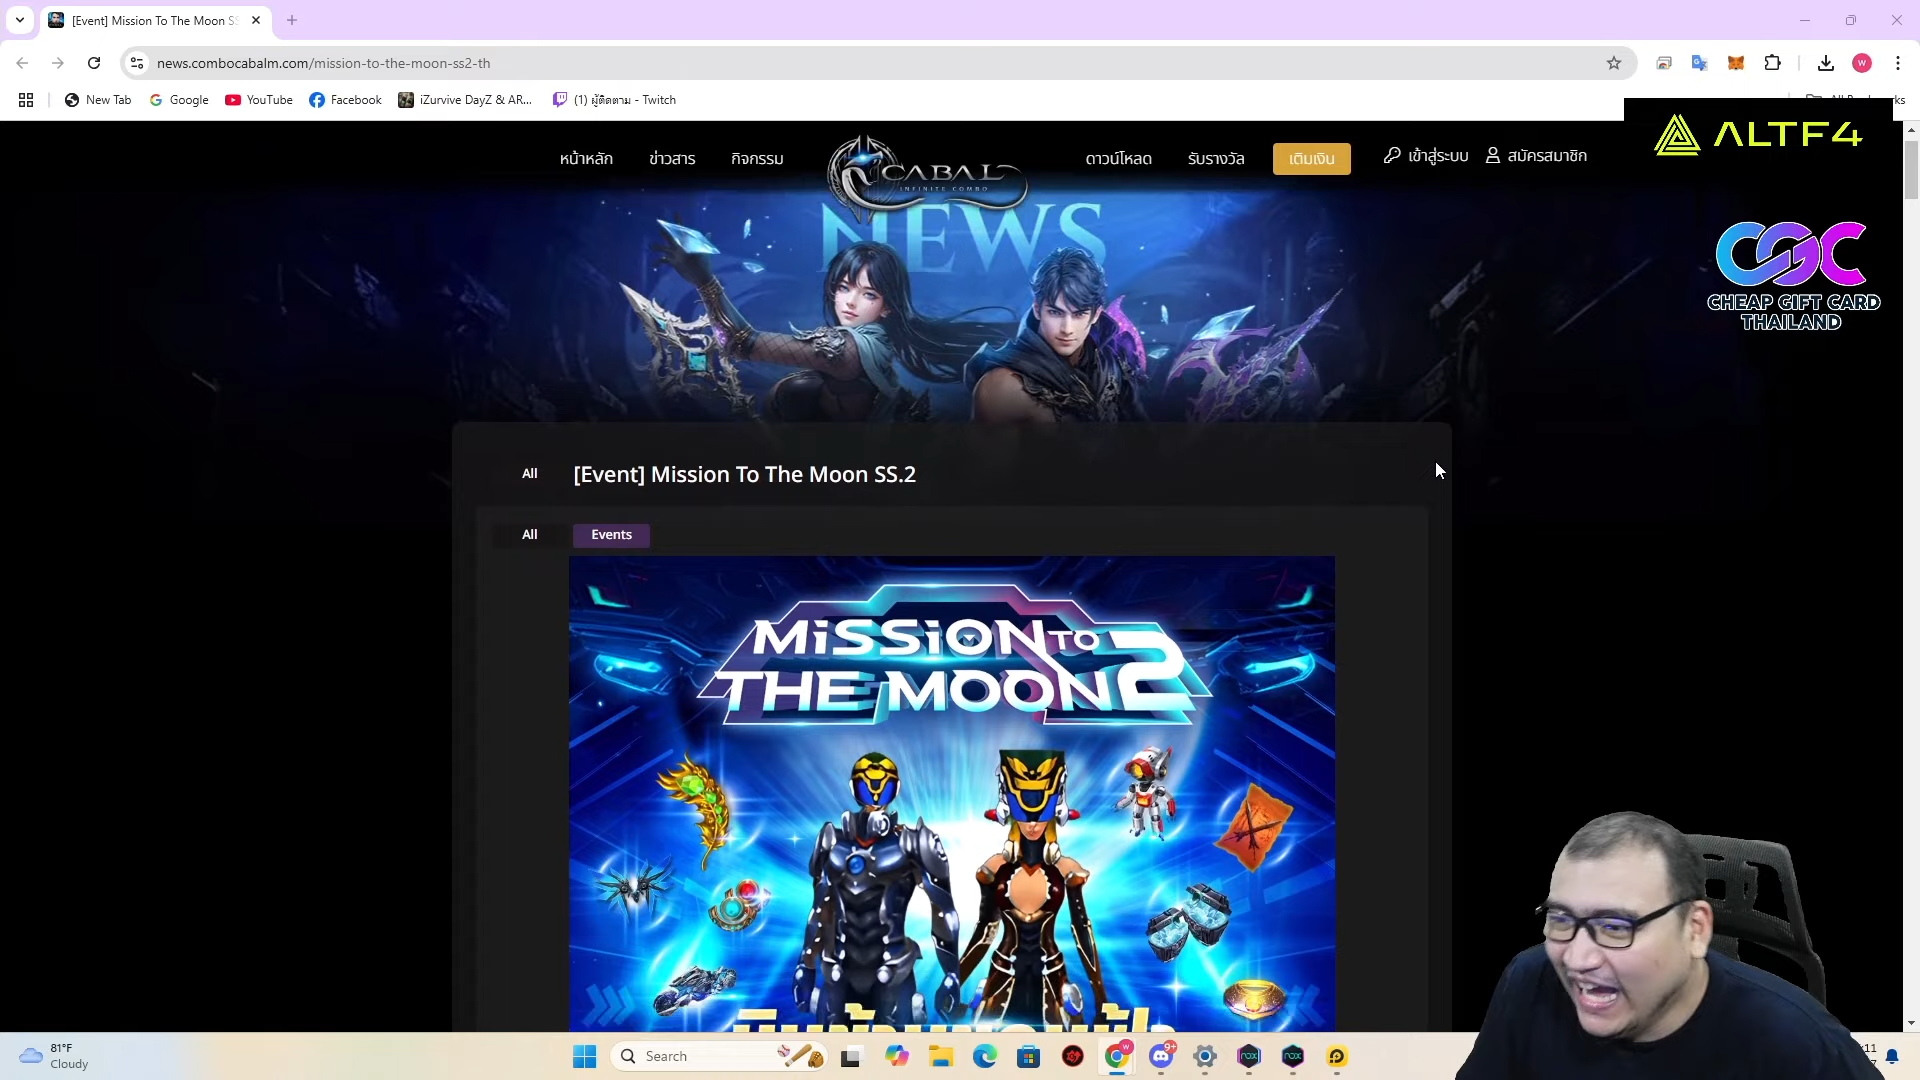 [Event] Mission To The Moon SS
news.combocabalm.com/mission-to-the-moon-ss2-th
W
New Tab
Google
YouTube
Facebook
iZurvive DayZ & AR...
(1) ผู้ติดตาม - Twitch
หน้าหลัก
ข่าวสาร
กิจกรรม
CABAL
INFINITE COMBO
ดาวน์โหลด
รับรางวัล
เติมเงิน
เข้าสู่ระบบ
สมัครสมาชิก
ALTF4
NEWS
CGC
CHEAP GIFT CARD
THAILAND
All
[Event] Mission To The Moon SS.2
All
Events
MISSION TO
THE MOON 2
81°F
Cloudy
Search
W
9+
nox
nox